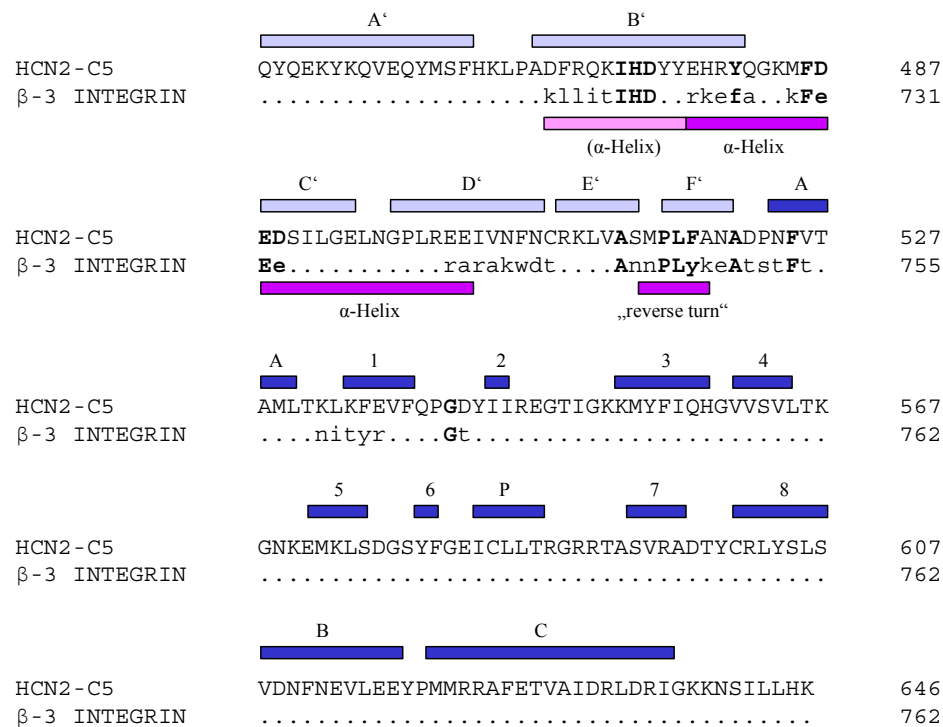 A‘ B‘
HCN2-C5 QYQEKYKQVEQYMSFHKLPADFRQKIHDYYEHRYQGKMFD 487
β-3 INTEGRIN ....................kllitIHD..rkefa..kFe 731
(α-Helix) α-Helix
C‘ D‘ E‘ F‘ A
HCN2-C5 EDSILGELNGPLREEIVNFNCRKLVASMPLFANADPNFVT 527
β-3 INTEGRIN Ee...........rarakwdt....AnnPLykeAtstFt. 755
α-Helix „reverse turn“
A 1 2 3 4
HCN2-C5 AMLTKLKFEVFQPGDYIIREGTIGKKMYFIQHGVVSVLTK 567
β-3 INTEGRIN ....nityr....Gt......................... 762
5 6 P 7 8
HCN2-C5 GNKEMKLSDGSYFGEICLLTRGRRTASVRADTYCRLYSLS 607
β-3 INTEGRIN ........................................ 762
B C
HCN2-C5 VDNFNEVLEEYPMMRRAFETVAIDRLDRIGKKNSILLHK 646
β-3 INTEGRIN ........................................ 762